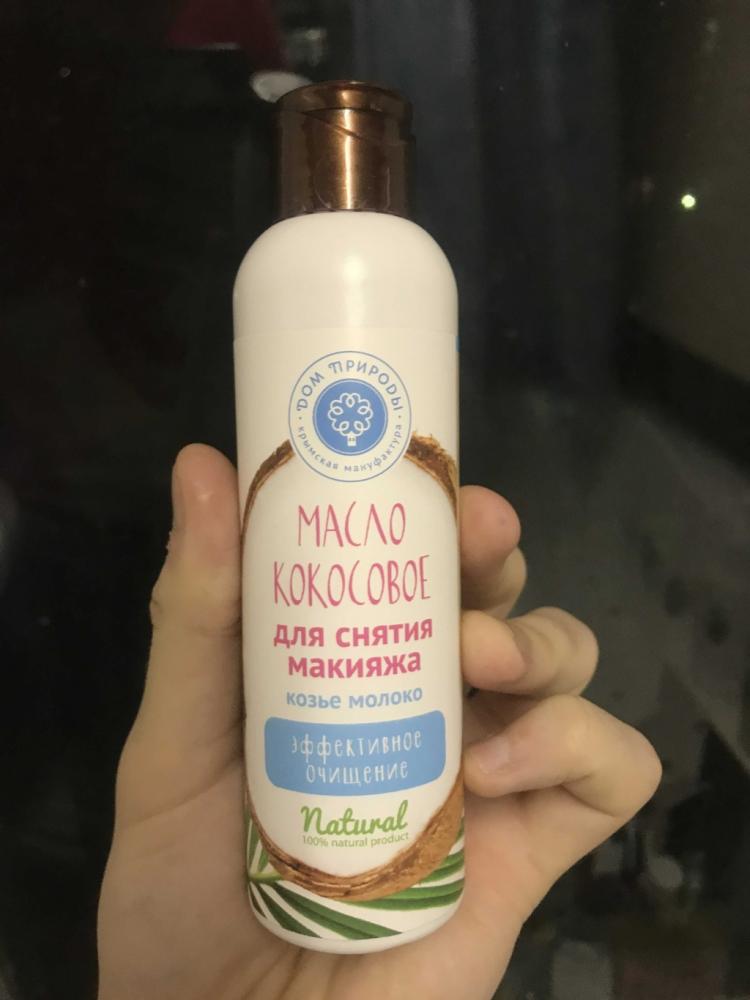 ДОМ ПРИРОДЫ
крымская мануфактура
МАСЛО
КОКОСОВОЕ
для снятия
макияжа
козье молоко
эффективное
очищение
Natural
100% natural product